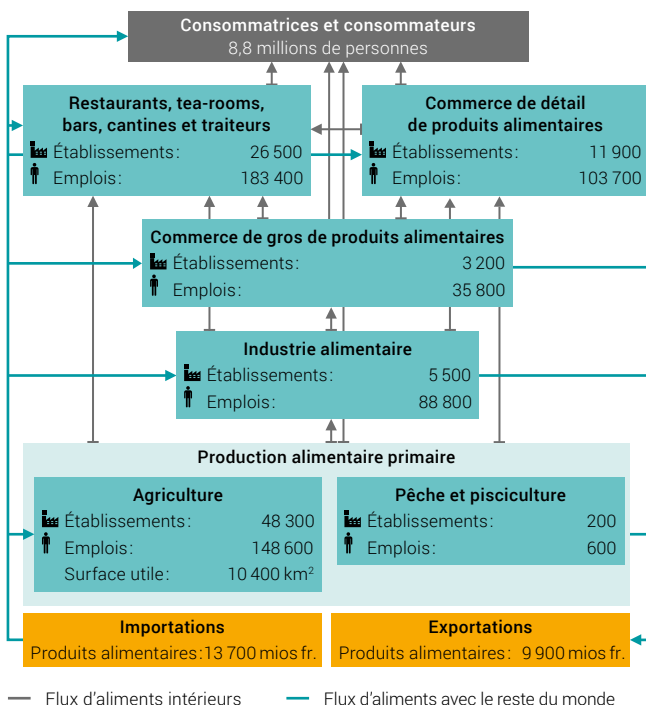 Consommatrices et consommateurs
8,8 millions de personnes
Restaurants, tea-rooms,
bars, cantines et traiteurs
Établissements: 26 500
Emplois: 183 400
Commerce de détail
de produits alimentaires
Établissements: 11 900
Emplois: 103 700
Commerce de gros de produits alimentaires
Établissements: 3 200
Emplois: 35 800
Industrie alimentaire
Établissements: 5 500
Emplois: 88 800
Production alimentaire primaire
Agriculture
Établissements: 48 300
Emplois: 148 600
Surface utile: 10 400 km²
Pêche et pisciculture
Établissements: 200
Emplois: 600
Importations
Produits alimentaires: 13 700 mios fr.
Exportations
Produits alimentaires: 9 900 mios fr.
Flux d'aliments intérieurs
Flux d'aliments avec le reste du monde